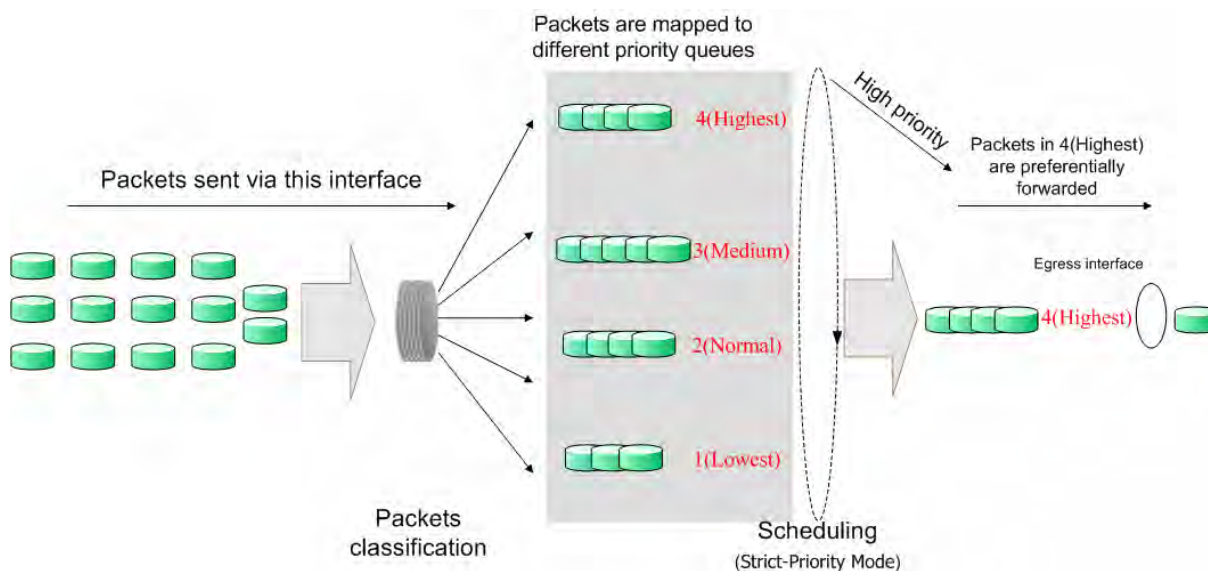 Packets are mapped to
different priority queues
Packets sent via this interface
4(Highest)
3(Medium)
2(Normal)
1(Lowest)
Packets
classification
High priority
Scheduling
(Strict-Priority Mode)
Packets in 4(Highest)
are preferentially
forwarded
Egress interface
4(Highest)